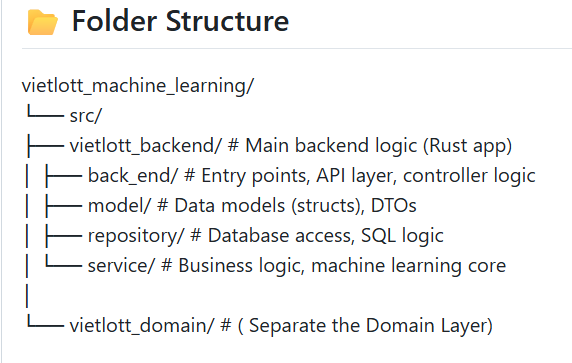 📂 Folder Structure
vietlott_machine_learning/
└── src/
├── vietlott_backend/ # Main backend logic (Rust app)
│ ├── back_end/ # Entry points, API layer, controller logic
│ ├── model/ # Data models (structs), DTOs
│ ├── repository/ # Database access, SQL logic
│ └── service/ # Business logic, machine learning core
│
└── vietlott_domain/ # ( Separate the Domain Layer)